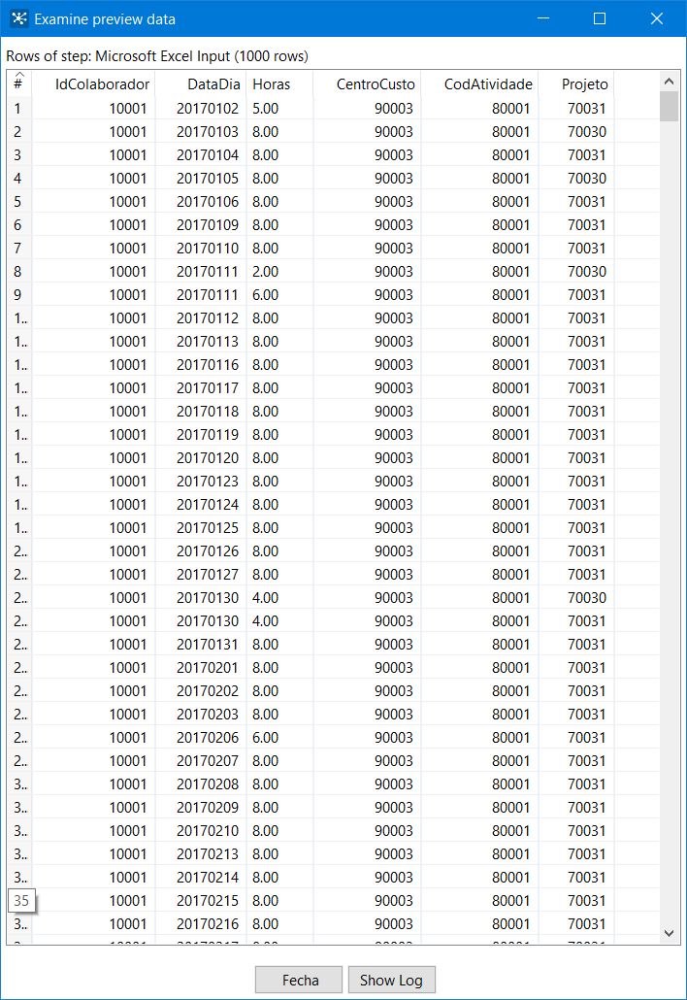 Examine preview data
Rows of step: Microsoft Excel Input (1000 rows)
# IdColaborador DataDia Horas CentroCusto CodAtividade Projeto
1 10001 20170102 5.00 90003 80001 70031
2 10001 20170103 8.00 90003 80001 70030
3 10001 20170104 8.00 90003 80001 70031
4 10001 20170105 8.00 90003 80001 70030
5 10001 20170106 8.00 90003 80001 70031
6 10001 20170109 8.00 90003 80001 70031
7 10001 20170110 8.00 90003 80001 70031
8 10001 20170111 2.00 90003 80001 70030
9 10001 20170111 6.00 90003 80001 70031
1.. 10001 20170112 8.00 90003 80001 70031
1.. 10001 20170113 8.00 90003 80001 70031
1.. 10001 20170116 8.00 90003 80001 70031
1.. 10001 20170117 8.00 90003 80001 70031
1.. 10001 20170118 8.00 90003 80001 70031
1.. 10001 20170119 8.00 90003 80001 70031
1.. 10001 20170120 8.00 90003 80001 70031
1.. 10001 20170123 8.00 90003 80001 70031
1.. 10001 20170124 8.00 90003 80001 70031
1.. 10001 20170125 8.00 90003 80001 70031
2.. 10001 20170126 8.00 90003 80001 70031
2.. 10001 20170127 8.00 90003 80001 70031
2.. 10001 20170130 4.00 90003 80001 70030
2.. 10001 20170130 4.00 90003 80001 70031
2.. 10001 20170131 8.00 90003 80001 70031
2.. 10001 20170201 8.00 90003 80001 70031
2.. 10001 20170202 8.00 90003 80001 70031
2.. 10001 20170203 8.00 90003 80001 70031
2.. 10001 20170206 6.00 90003 80001 70031
2.. 10001 20170207 8.00 90003 80001 70031
3.. 10001 20170208 8.00 90003 80001 70031
3.. 10001 20170209 8.00 90003 80001 70031
3.. 10001 20170210 8.00 90003 80001 70031
3.. 10001 20170213 8.00 90003 80001 70031
3.. 10001 20170214 8.00 90003 80001 70031
35 10001 20170215 8.00 90003 80001 70031
3.. 10001 20170216 8.00 90003 80001 70031
Fecha Show Log